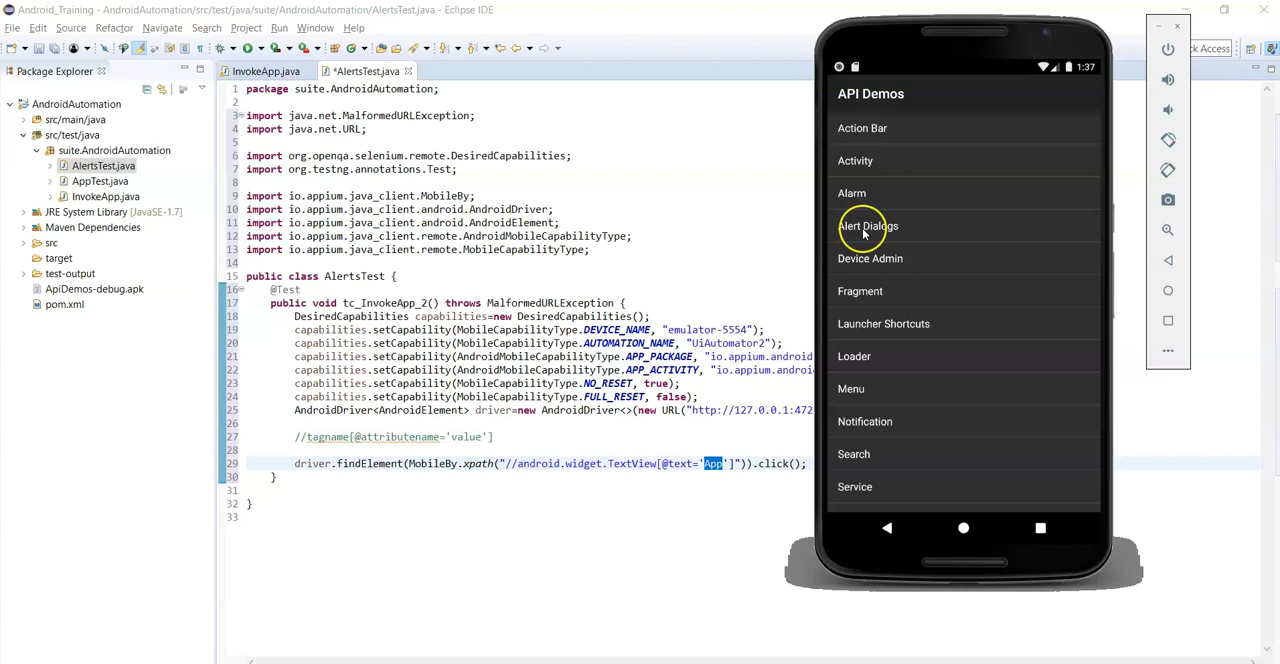 Android_Training - AndroidAutomation/src/test/java/suite/AndroidAutomation/AlertsTest.java - Eclipse IDE
File Edit Source Refactor Navigate Search Project Run Window Help
ck Access
Package Explorer
InvokeApp.java
*AlertsTest.java
AndroidAutomation
src/main/java
src/test/java
suite.AndroidAutomation
AlertsTest.java
AppTest.java
InvokeApp.java
JRE System Library [JavaSE-1.7]
Maven Dependencies
src
target
test-output
ApiDemos-debug.apk
pom.xml
1 package suite.AndroidAutomation;
2
3 import java.net.MalformedURLException;
4 import java.net.URL;
5
6 import org.openqa.selenium.remote.DesiredCapabilities;
7 import org.testng.annotations.Test;
8
9 import io.appium.java_client.MobileBy;
10 import io.appium.java_client.android.AndroidDriver;
11 import io.appium.java_client.android.AndroidElement;
12 import io.appium.java_client.remote.AndroidMobileCapabilityType;
13 import io.appium.java_client.remote.MobileCapabilityType;
14
15 public class AlertsTest {
16 @Test
17 public void tc_InvokeApp_2() throws MalformedURLException {
18 DesiredCapabilities capabilities=new DesiredCapabilities();
19 capabilities.setCapability(MobileCapabilityType.DEVICE_NAME, "emulator-5554");
20 capabilities.setCapability(MobileCapabilityType.AUTOMATION_NAME, "UiAutomator2");
21 capabilities.setCapability(AndroidMobileCapabilityType.APP_PACKAGE, "io.appium.android
22 capabilities.setCapability(AndroidMobileCapabilityType.APP_ACTIVITY, "io.appium.androi
23 capabilities.setCapability(MobileCapabilityType.NO_RESET, true);
24 capabilities.setCapability(MobileCapabilityType.FULL_RESET, false);
25 AndroidDriver<AndroidElement> driver=new AndroidDriver<>(new URL("http://127.0.0.1:472
26
27 //tagname[@attributename='value']
28
29 driver.findElement(MobileBy.xpath("//android.widget.TextView[@text='App']")).click();
30 }
31
32 }
33
1:37
API Demos
Action Bar
Activity
Alarm
Alert Dialogs
Device Admin
Fragment
Launcher Shortcuts
Loader
Menu
Notification
Search
Service